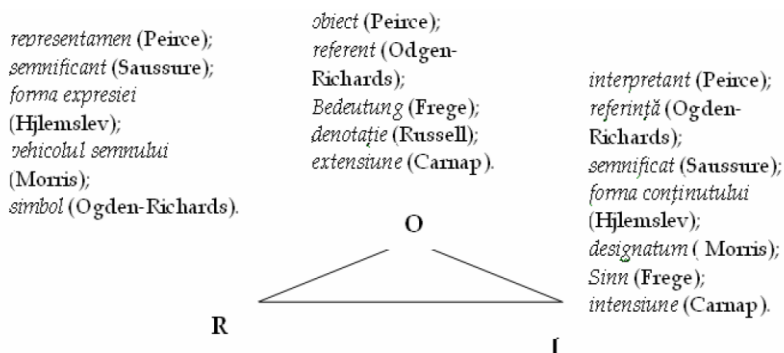 representamen (Peirce);
semnificant (Saussure);
forma expresiei
(Hjlemslev);
vehicolul semnului
(Morris);
simbol (Ogden-Richards).
obiect (Peirce);
referent (Odgen-
Richards);
Bedeutung (Frege);
denotație (Russell);
extensiune (Carnap).
interpretant (Peirce);
referință (Ogden-
Richards);
semnificat (Saussure);
forma conținutului
(Hjlemslev);
designatum ( Morris);
Sinn (Frege);
intensiune (Carnap).
O
R
I